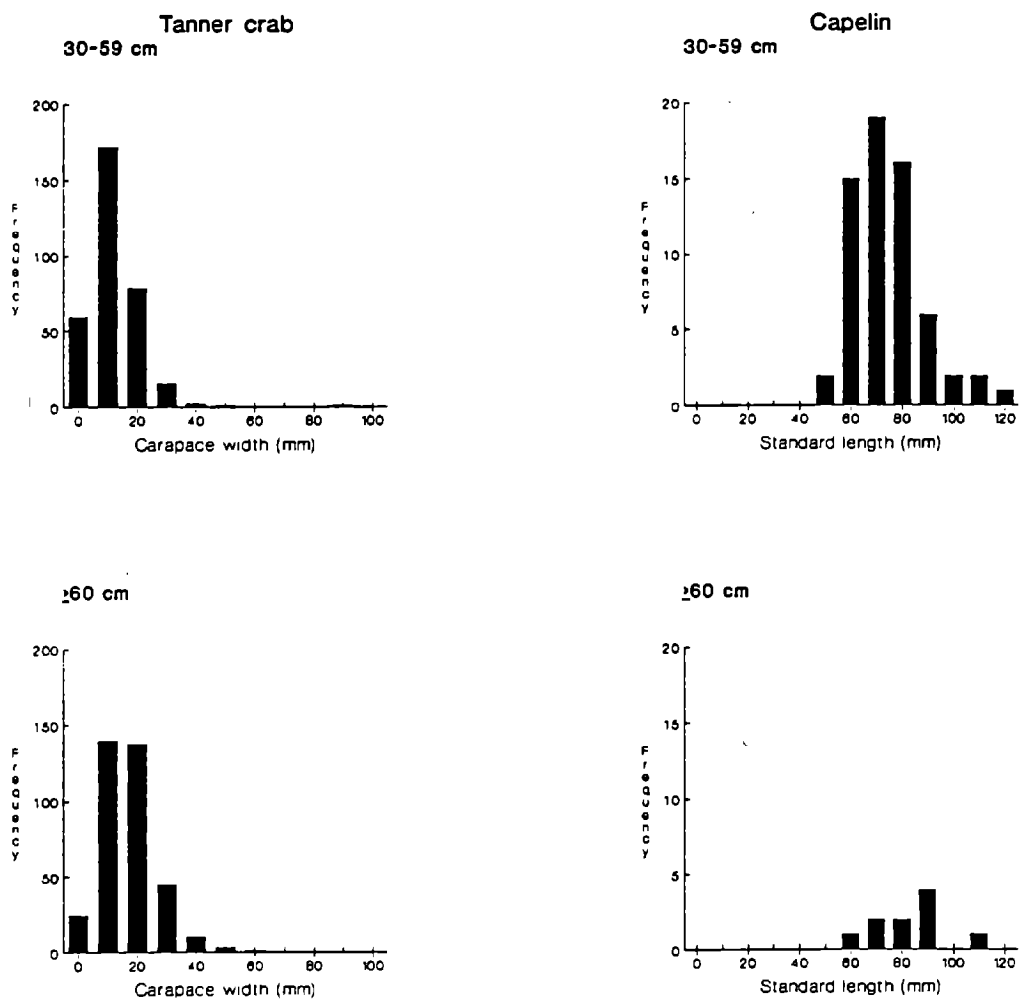 Tanner crab
30-59 cm
200
150
100
50
0
Frequency
0 20 40 60 80 100
Carapace width (mm)
Capelin
30-59 cm
20
15
10
5
0
Frequency
0 20 40 60 80 100 120
Standard length (mm)
≥60 cm
200
150
100
50
0
Frequency
0 20 40 60 80 100
Carapace width (mm)
≥60 cm
20
15
10
5
0
Frequency
0 20 40 60 80 100 120
Standard length (mm)